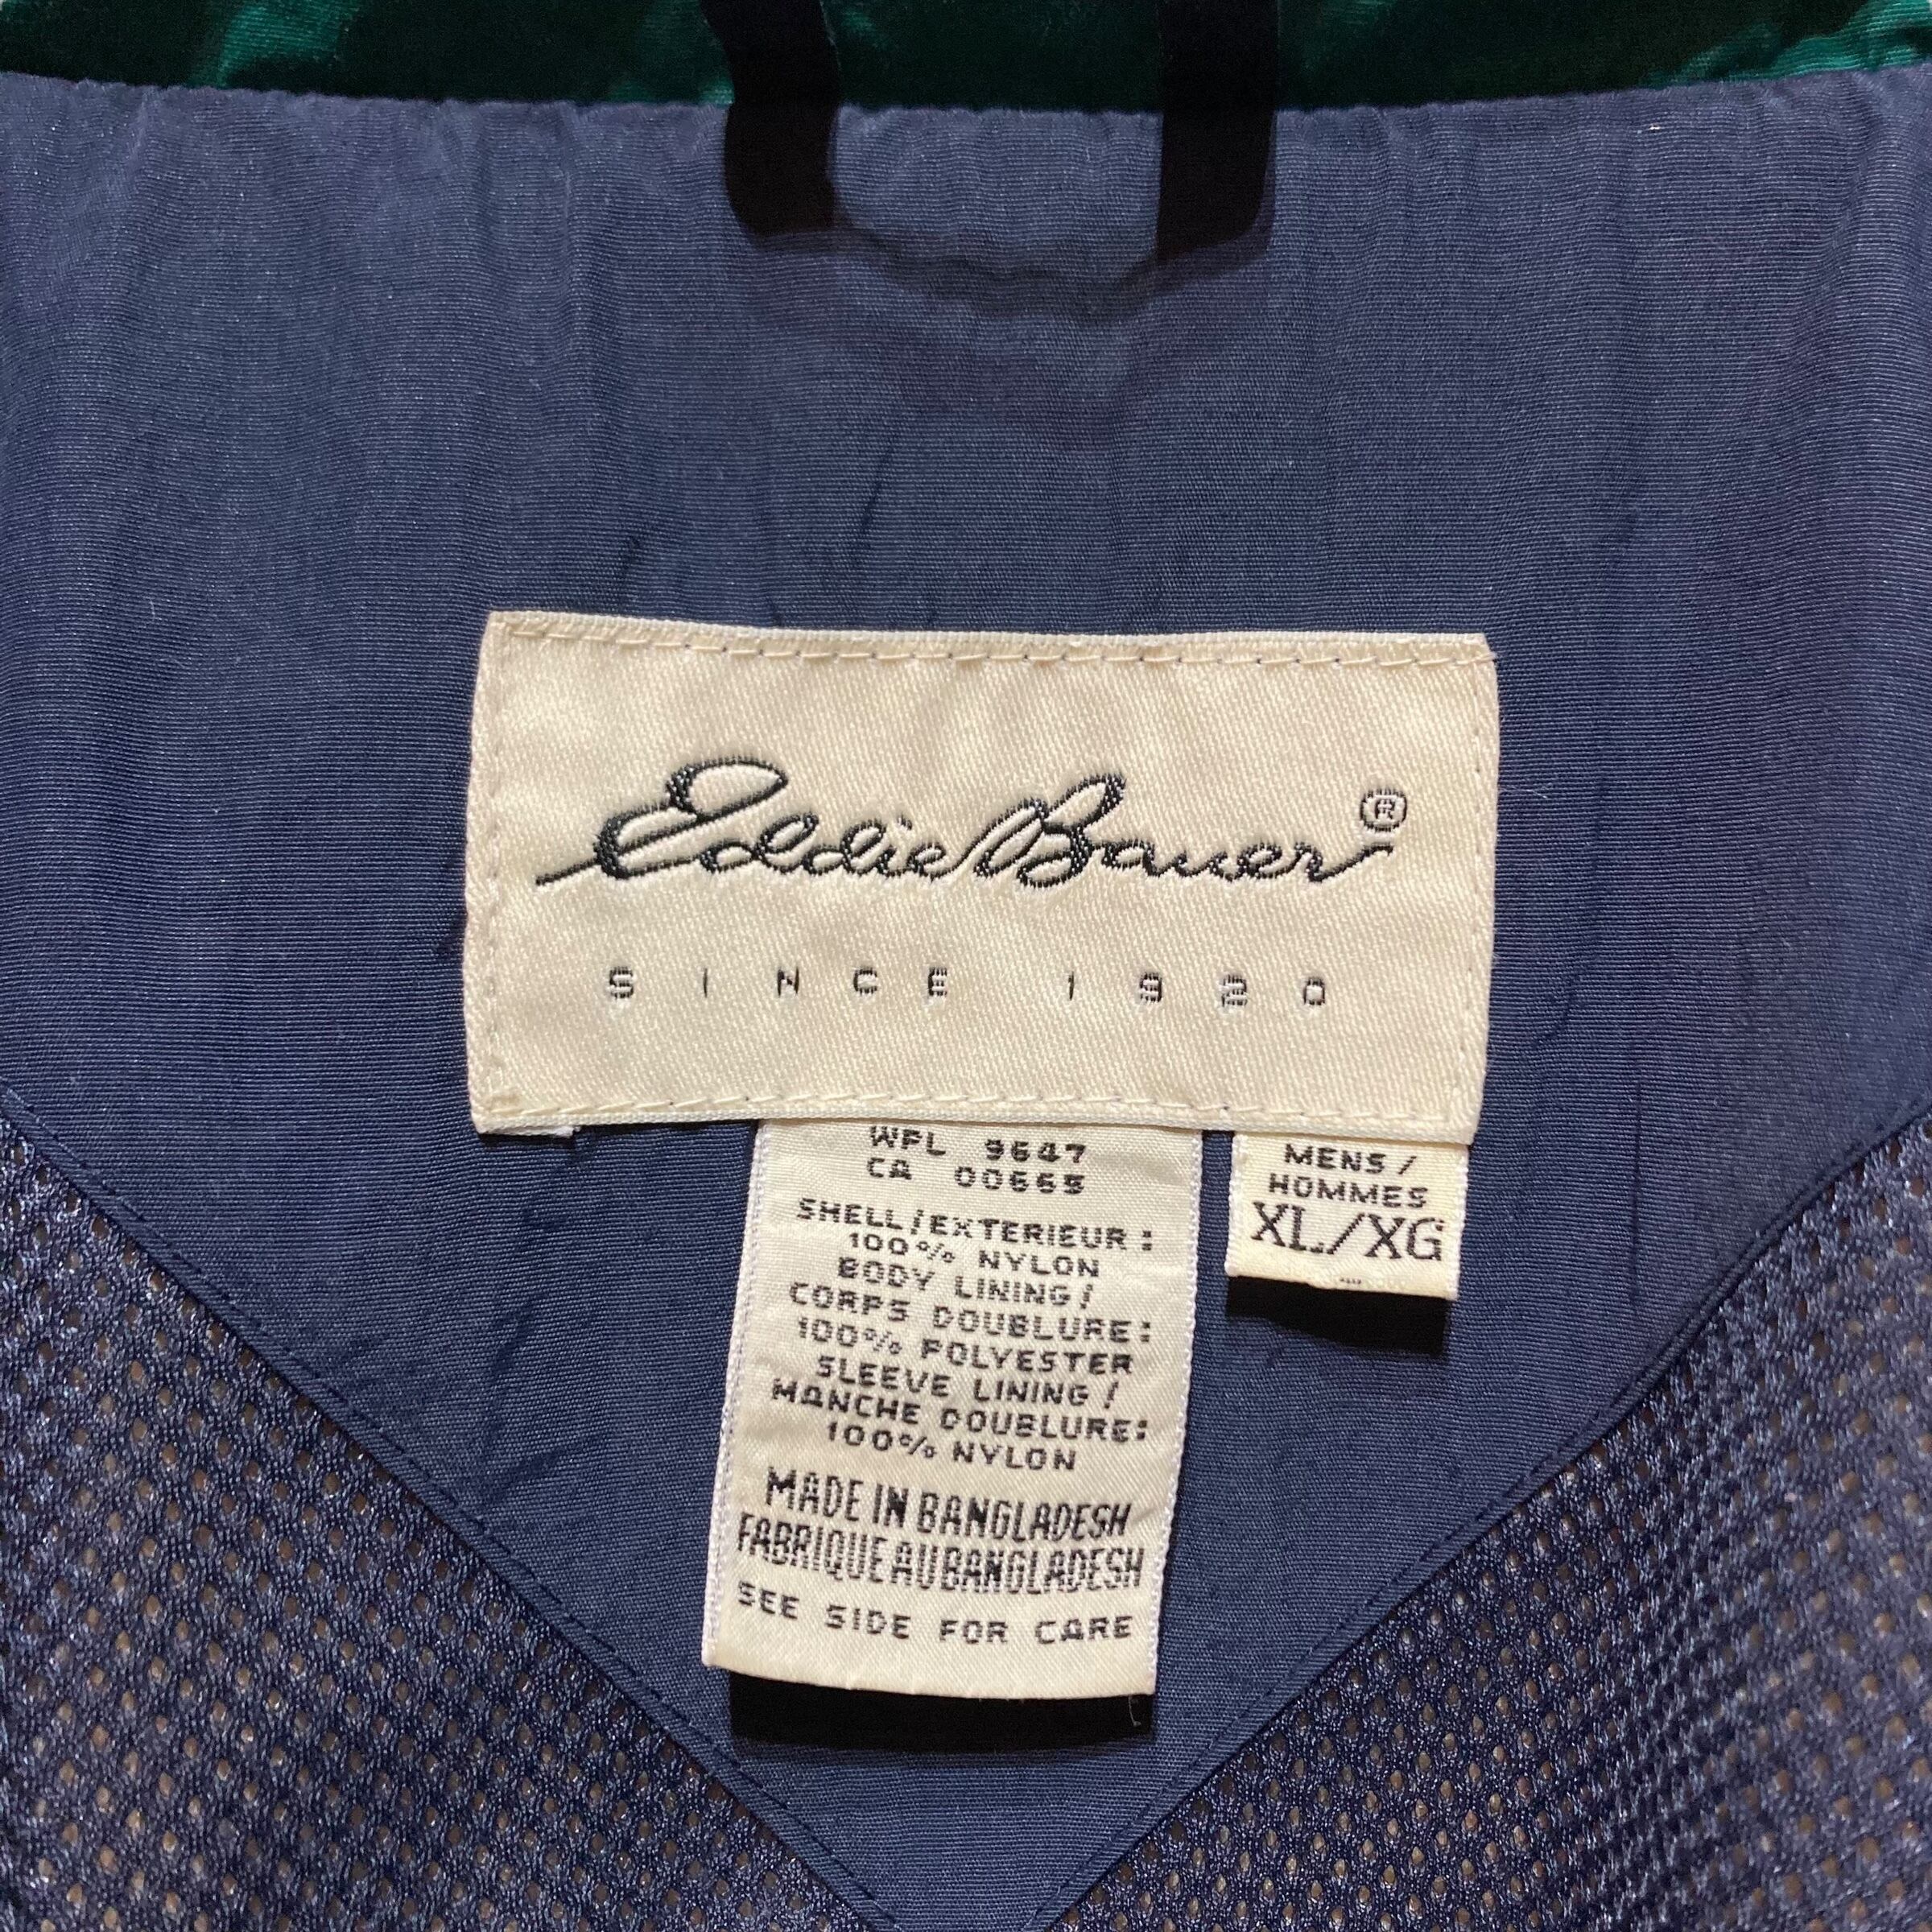 Eddie Bauer®
SINCE 1920
WPL 9647
CA 00665
SHELL/EXTERIEUR:
100% NYLON
BODY LINING/
CORPS DOUBLURE:
100% POLYESTER
SLEEVE LINING/
MANCHE DOUBLURE:
100% NYLON
MADE IN BANGLADESH
FABRIQUE AU BANGLADESH
SEE SIDE FOR CARE
MENS/
HOMMES
XL/XG